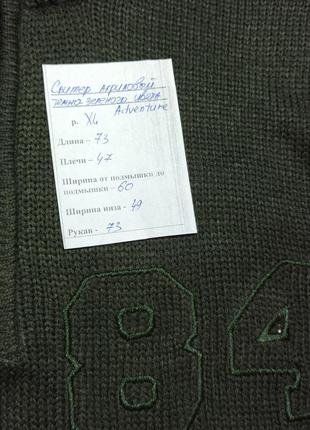 Свитер акриловый
темно зеленого цвета
Adventure
р. XL
Длина – 73
Плечи – 47
Ширина от подмышки до
подмышки – 60
Ширина низа - 49
Рукав - 73
84